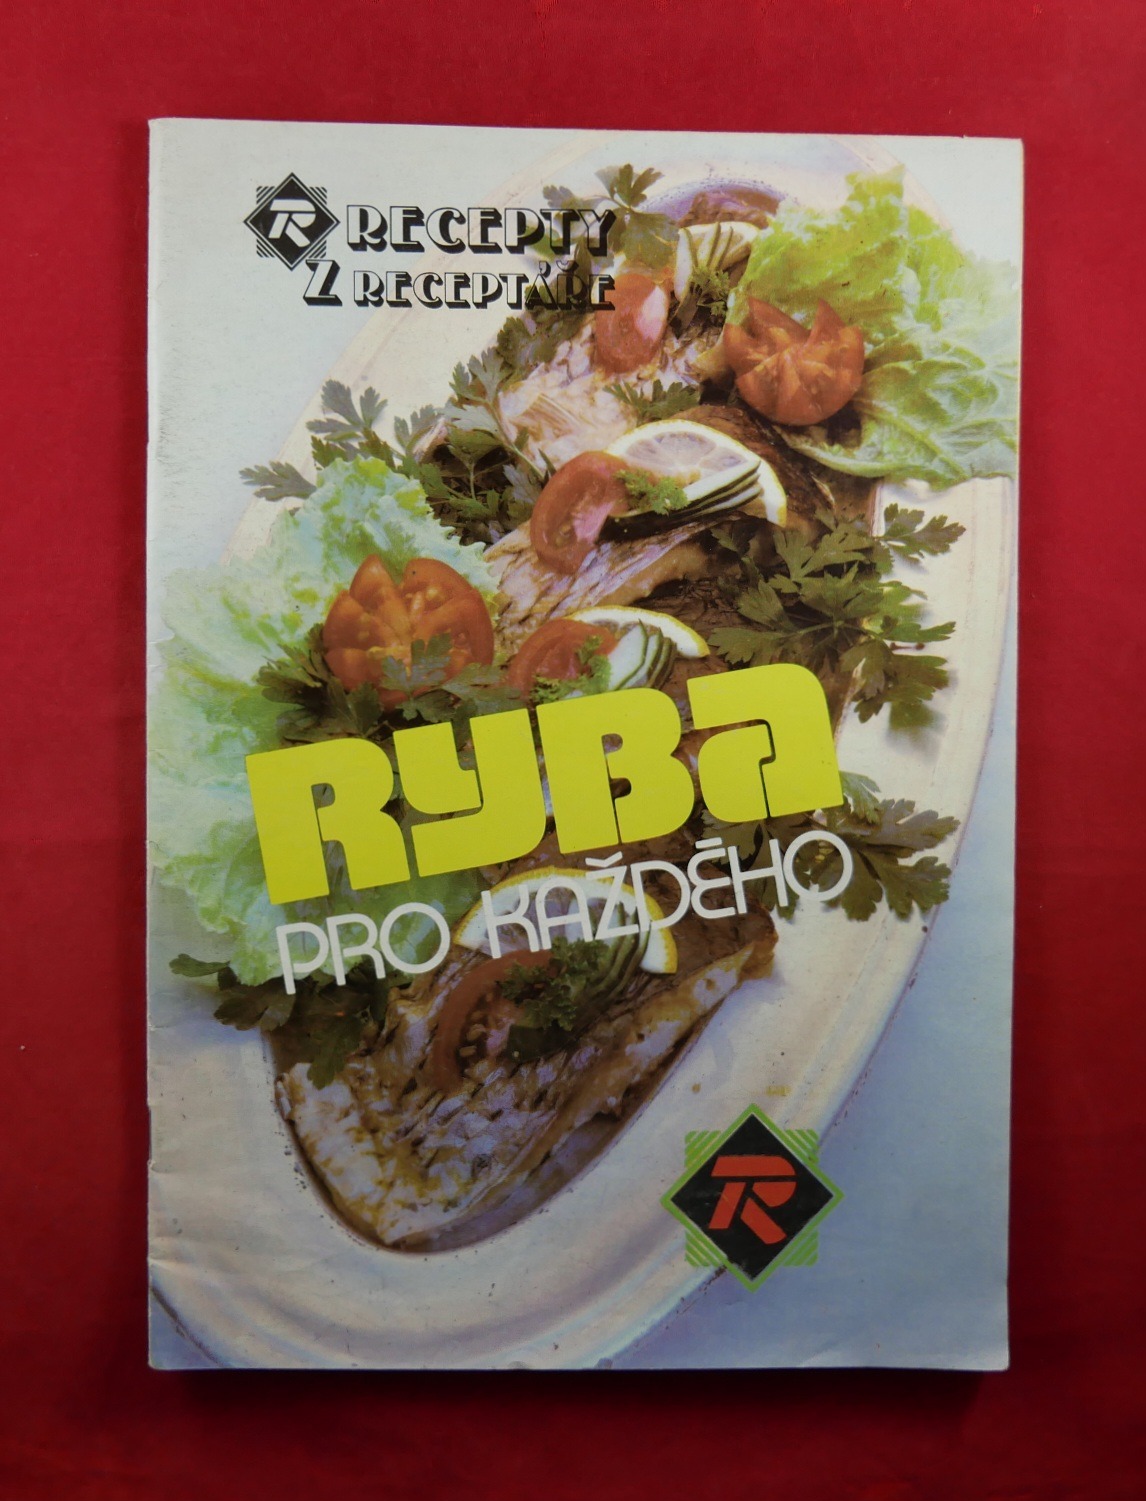 R RECEPTY
Z RECEPTÁŘE
RYBA
PRO KAŽDÉHO
R